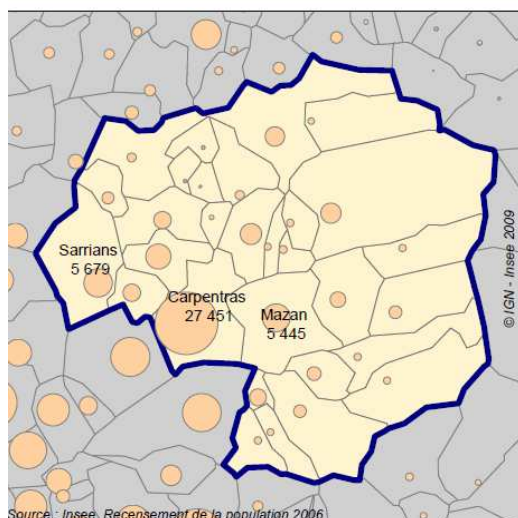 Sarrians
5 679
Carpentras
27 451
Mazan
5 445
© IGN - Insee 2009
Source : Insee, Recensement de la population 2006